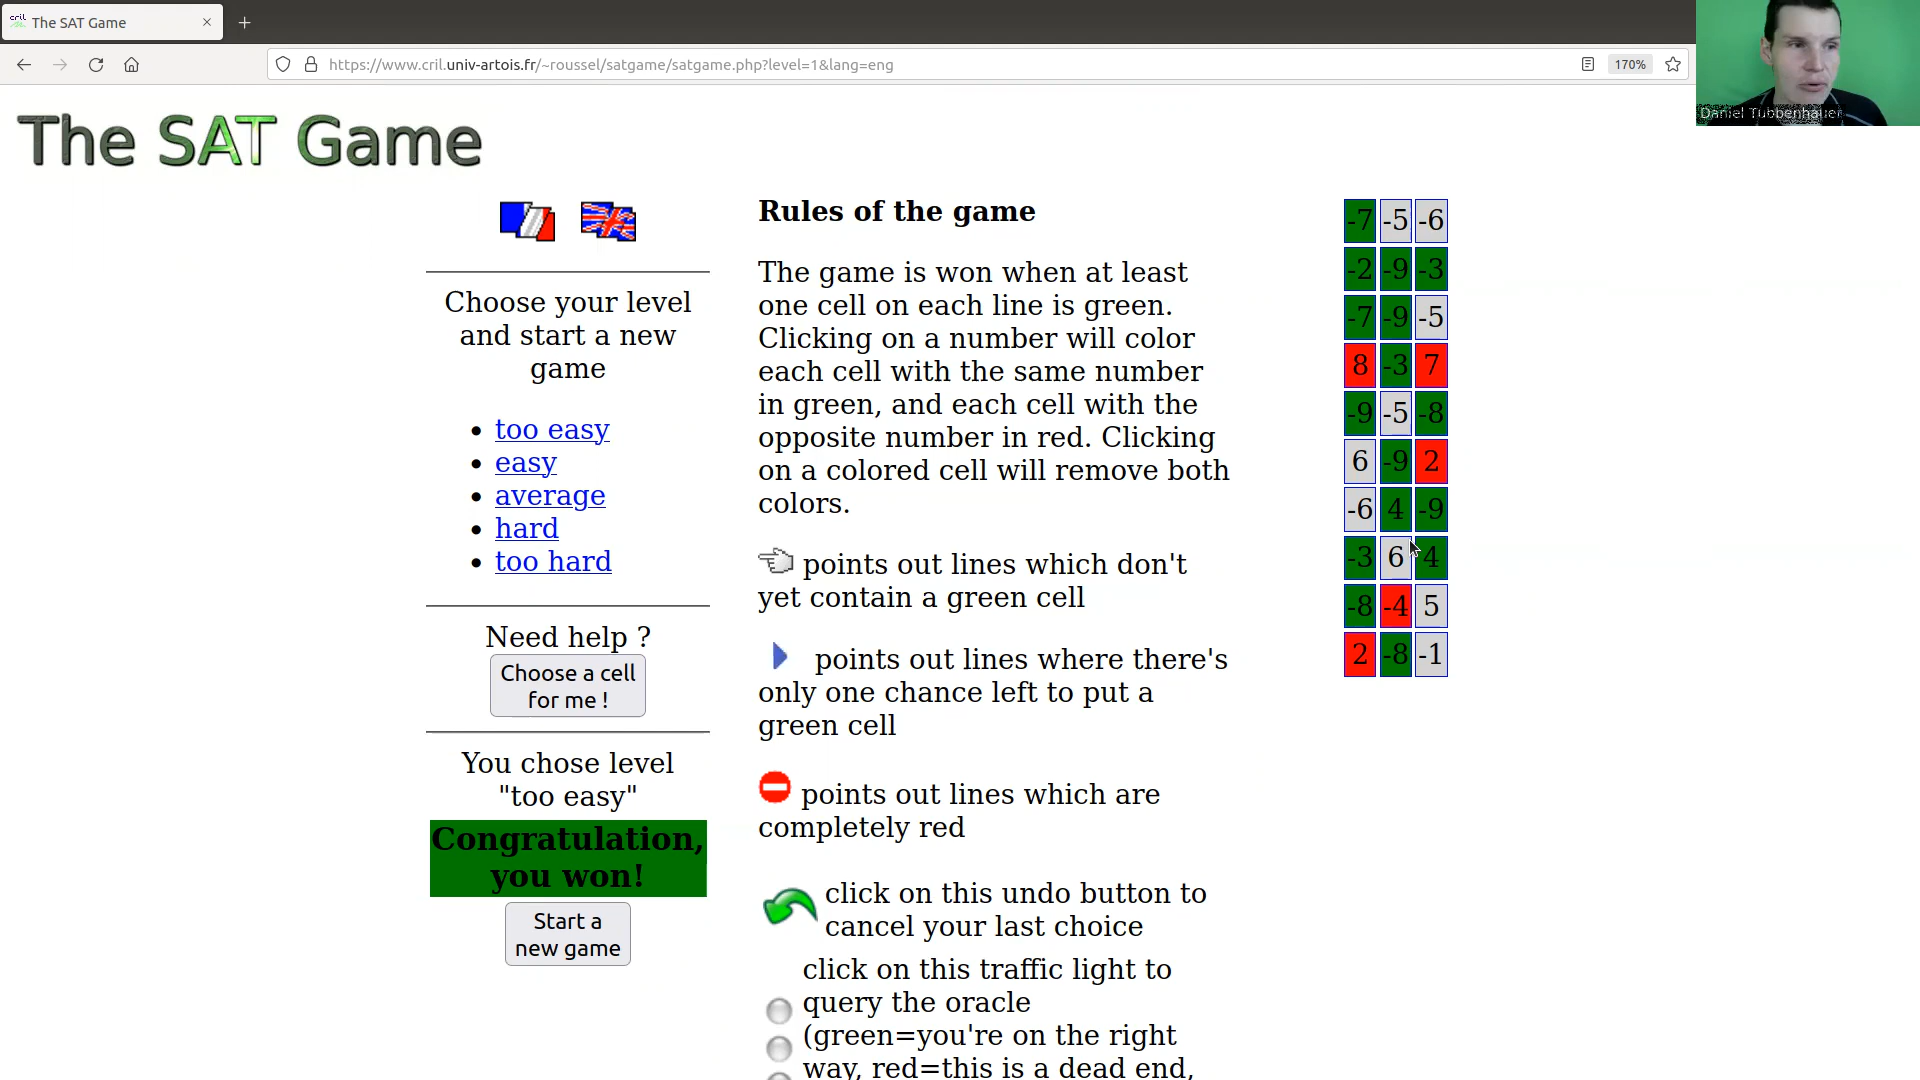 The SAT Game
https://www.cril.univ-artois.fr/~roussel/satgame/satgame.php?level=1&lang=eng
170%
Daniel Tubbenhauer
The SAT Game
Choose your level
and start a new
game
too easy
easy
average
hard
too hard
Need help ?
Choose a cell
for me !
You chose level
"too easy"
Congratulation,
you won!
Start a
new game
Rules of the game
The game is won when at least
one cell on each line is green.
Clicking on a number will color
each cell with the same number
in green, and each cell with the
opposite number in red. Clicking
on a colored cell will remove both
colors.
points out lines which don't
yet contain a green cell
points out lines where there's
only one chance left to put a
green cell
points out lines which are
completely red
click on this undo button to
cancel your last choice
click on this traffic light to
query the oracle
(green=you're on the right
way, red=this is a dead end,
-7 -5 -6
-2 -9 -3
-7 -9 -5
8 -3 7
-9 -5 -8
6 -9 2
-6 4 -9
-3 6 4
-8 -4 5
2 -8 -1